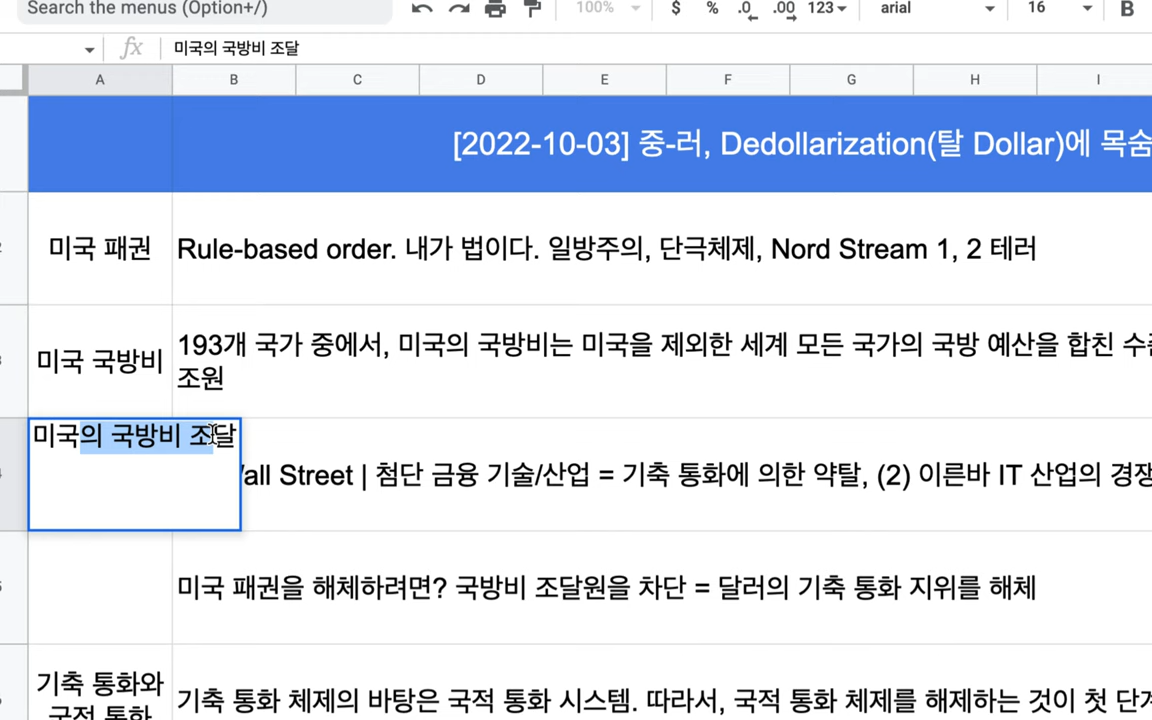 Search the menus (Option+/)
100% $ % .0 .00 123 arial 16 B
fx 미국의 국방비 조달
A B C D E F G H I
[2022-10-03] 중-러, Dedollarization(탈 Dollar)에 목숨
미국 패권 Rule-based order. 내가 법이다. 일방주의, 단극체제, Nord Stream 1, 2 테러
미국 국방비 193개 국가 중에서, 미국의 국방비는 미국을 제외한 세계 모든 국가의 국방 예산을 합친
조원
미국의 국방비 조달
all Street | 첨단 금융 기술/산업 = 기축 통화에 의한 약탈, (2) 이른바 IT 산업의 경쟁
미국 패권을 해체하려면? 국방비 조달원을 차단 = 달러의 기축 통화 지위를 해체
기축 통화와
국적 통화
기축 통화 체제의 바탕은 국적 통화 시스템. 따라서, 국적 통화 체제를 해제하는 것이 첫 단계